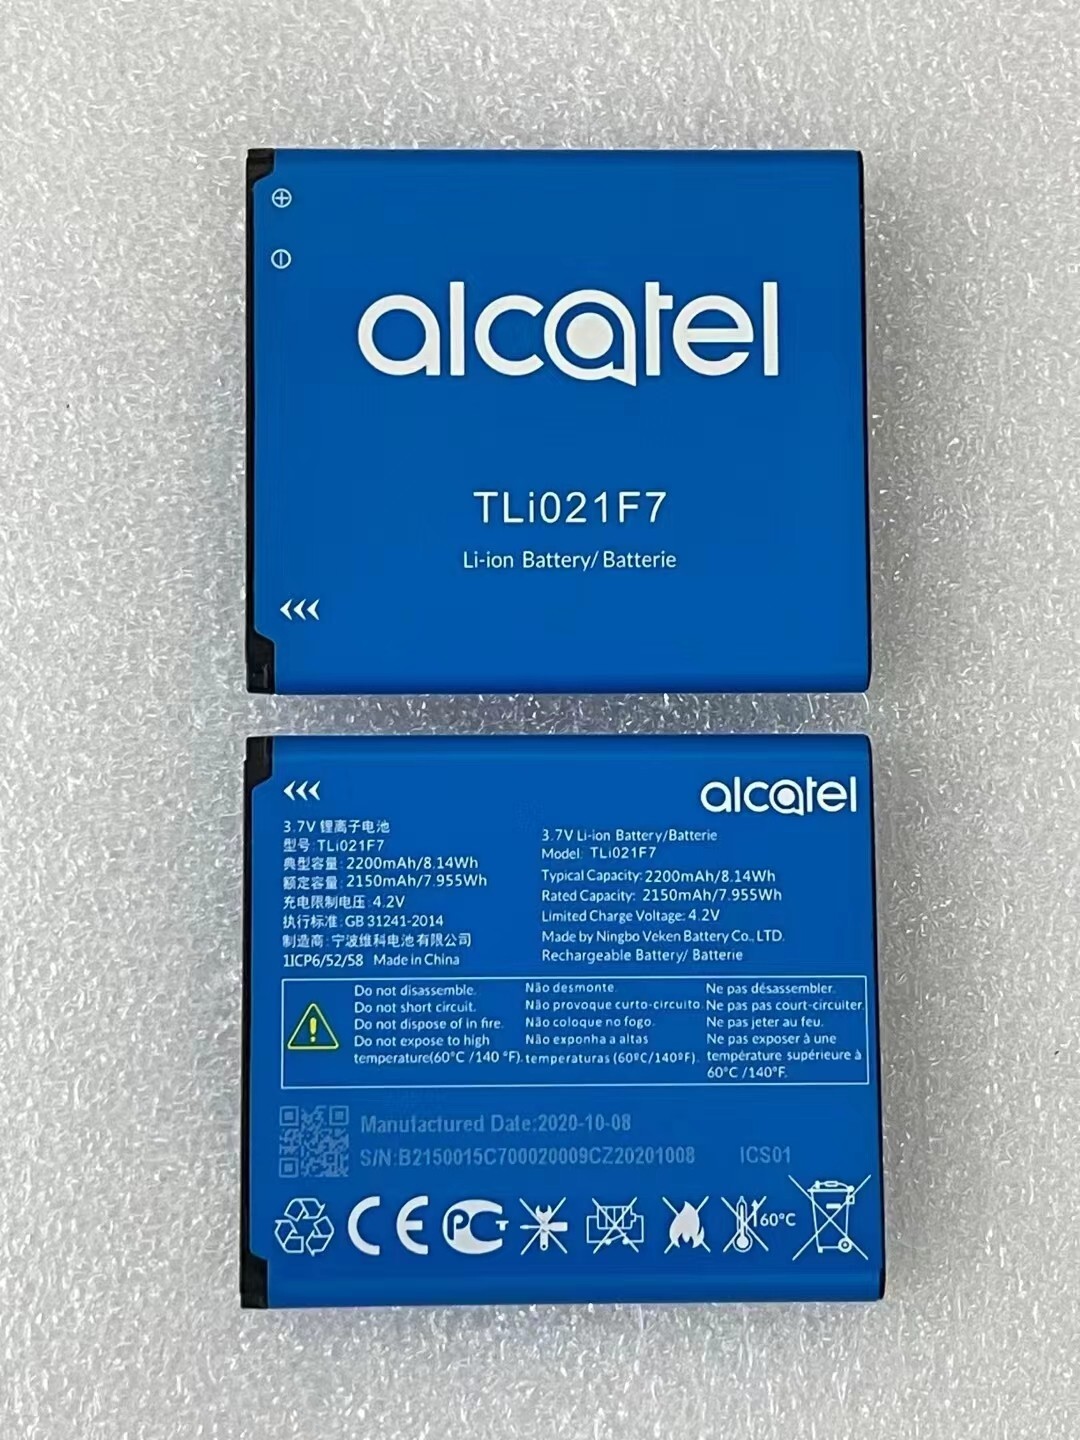 alcatel
TLi021F7
Li-ion Battery/ Batterie
alcatel
3.7V 锂离子电池
型号: TLi021F7
典型容量: 2200mAh/8.14Wh
额定容量: 2150mAh/7.955Wh
充电限制电压: 4.2V
执行标准: GB 31241-2014
制造商: 宁波维科电池有限公司
1ICP6/52/58 Made in China
3.7V Li-ion Battery/Batterie
Model: TLi021F7
Typical Capacity: 2200mAh/8.14Wh
Rated Capacity: 2150mAh/7.955Wh
Limited Charge Voltage: 4.2V
Made by Ningbo Veken Battery Co., LTD.
Rechargeable Battery/ Batterie
Do not disassemble.
Do not short circuit.
Do not dispose of in fire.
Do not expose to high
temperature(60°C /140 °F).
Não desmonte.
Não provoque curto-circuito.
Não coloque no fogo.
Não exponha a altas
temperaturas (60ºC/140ºF).
Ne pas désassembler.
Ne pas pas court-circuiter.
Ne pas jeter au feu.
Ne pas exposer à une
température supérieure à
60°C /140°F.
Manufactured Date:2020-10-08
S/N:B2150015C700020009CZ20201008 ICS01
CE PCT 60°C